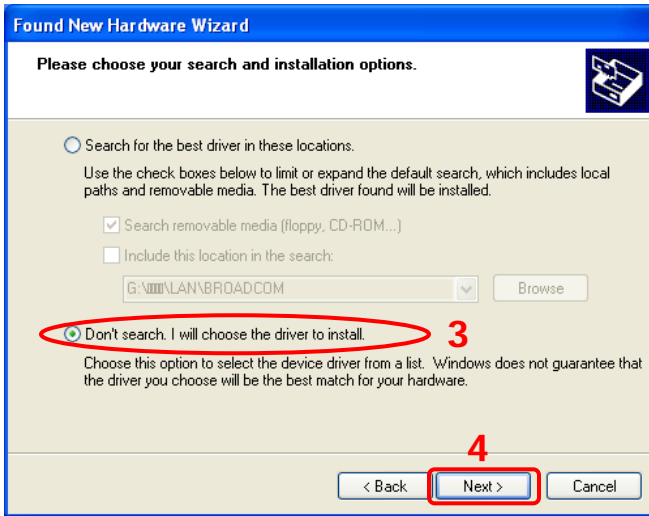 Found New Hardware Wizard
Please choose your search and installation options.
Search for the best driver in these locations.
Use the check boxes below to limit or expand the default search, which includes local
paths and removable media. The best driver found will be installed.
Search removable media (floppy, CD-ROM...)
Include this location in the search:
G:\ \LAN\BROADCOM
Browse
Don't search. I will choose the driver to install.
3
Choose this option to select the device driver from a list. Windows does not guarantee that
the driver you choose will be the best match for your hardware.
4
< Back
Next >
Cancel